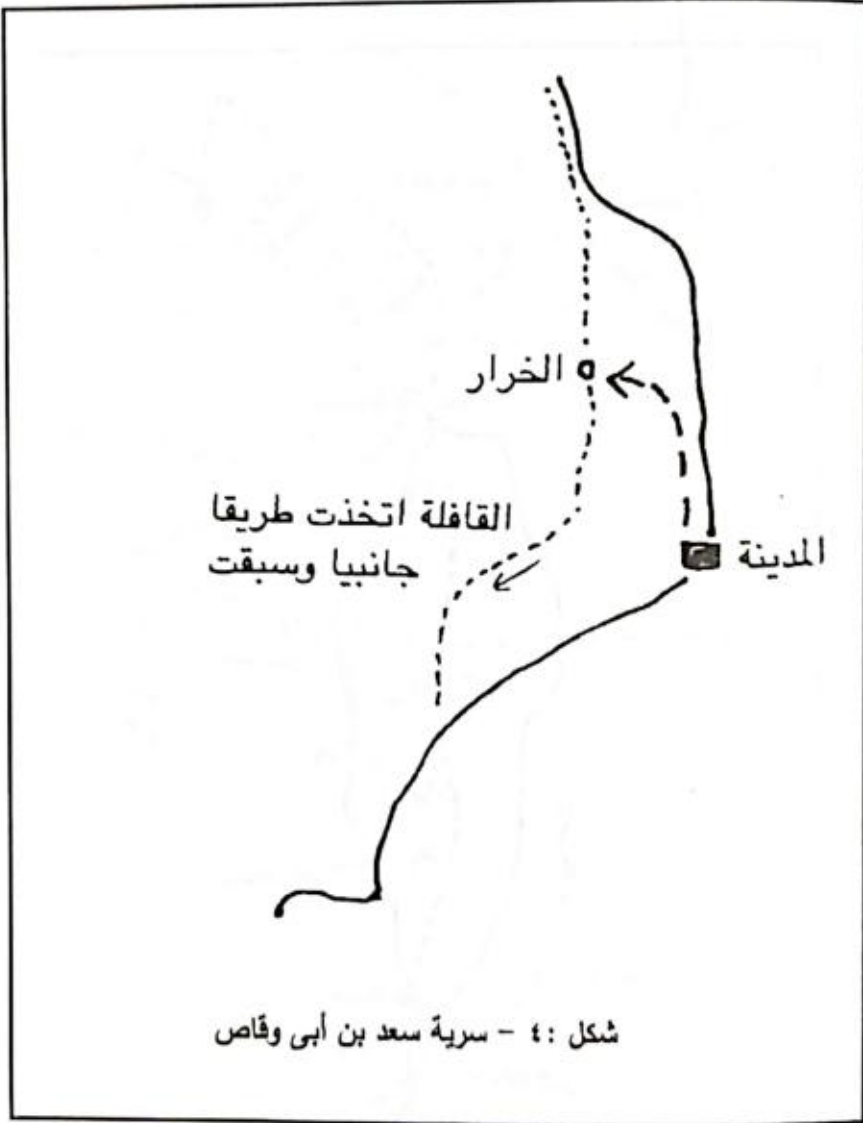 الخرار
القافلة اتخذت طريقا
جانبيا وسبقت
المدينة
شكل :٤ - سرية سعد بن أبى وقاص